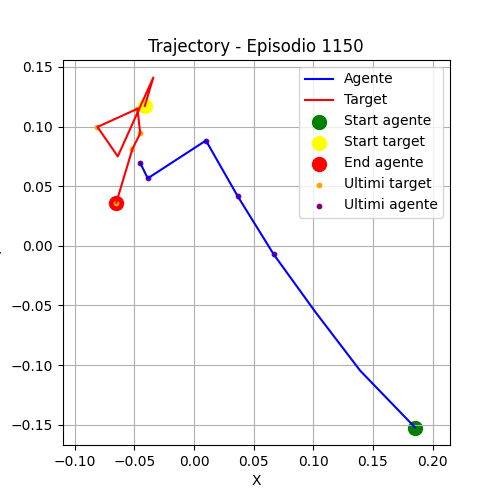 Trajectory - Episodio 1150
0.15
0.10
0.05
0.00
−0.05
−0.10
−0.15
−0.10
−0.05
0.00
0.05
0.10
0.15
0.20
X
Agente
Target
Start agente
Start target
End agente
Ultimi target
Ultimi agente